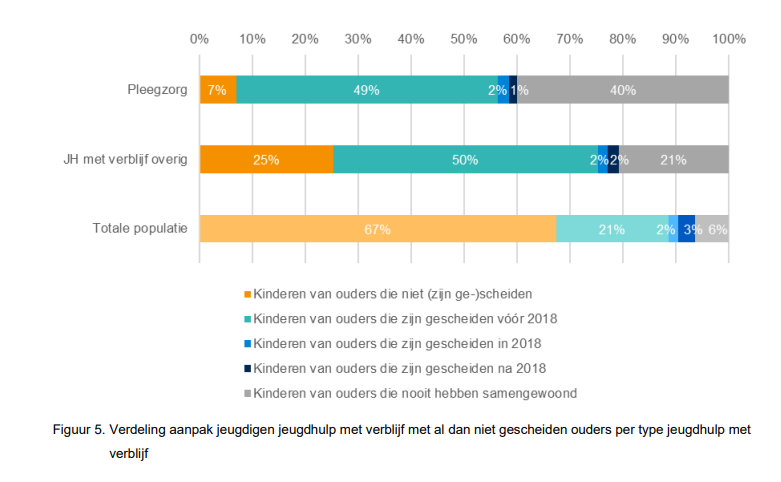 0% 10% 20% 30% 40% 50% 60% 70% 80% 90% 100%
Pleegzorg 7% 49% 2% 1% 40%
JH met verblijf overig 25% 50% 2% 2% 21%
Totale populatie 67% 21% 2% 3% 6%
Kinderen van ouders die niet (zijn ge-)scheiden
Kinderen van ouders die zijn gescheiden vóór 2018
Kinderen van ouders die zijn gescheiden in 2018
Kinderen van ouders die zijn gescheiden na 2018
Kinderen van ouders die nooit hebben samengewoond
Figuur 5. Verdeling aanpak jeugdigen jeugdhulp met verblijf met al dan niet gescheiden ouders per type jeugdhulp met
verblijf